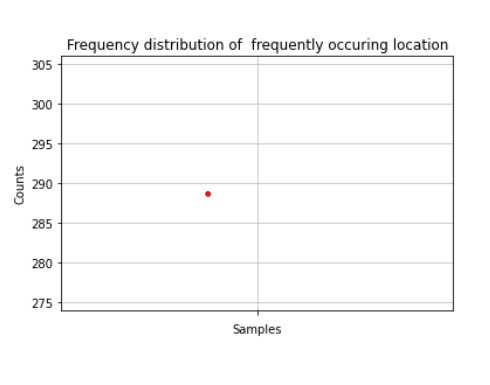 Frequency distribution of  frequently occuring location
305
300
295
290
285
280
275
Counts
Samples